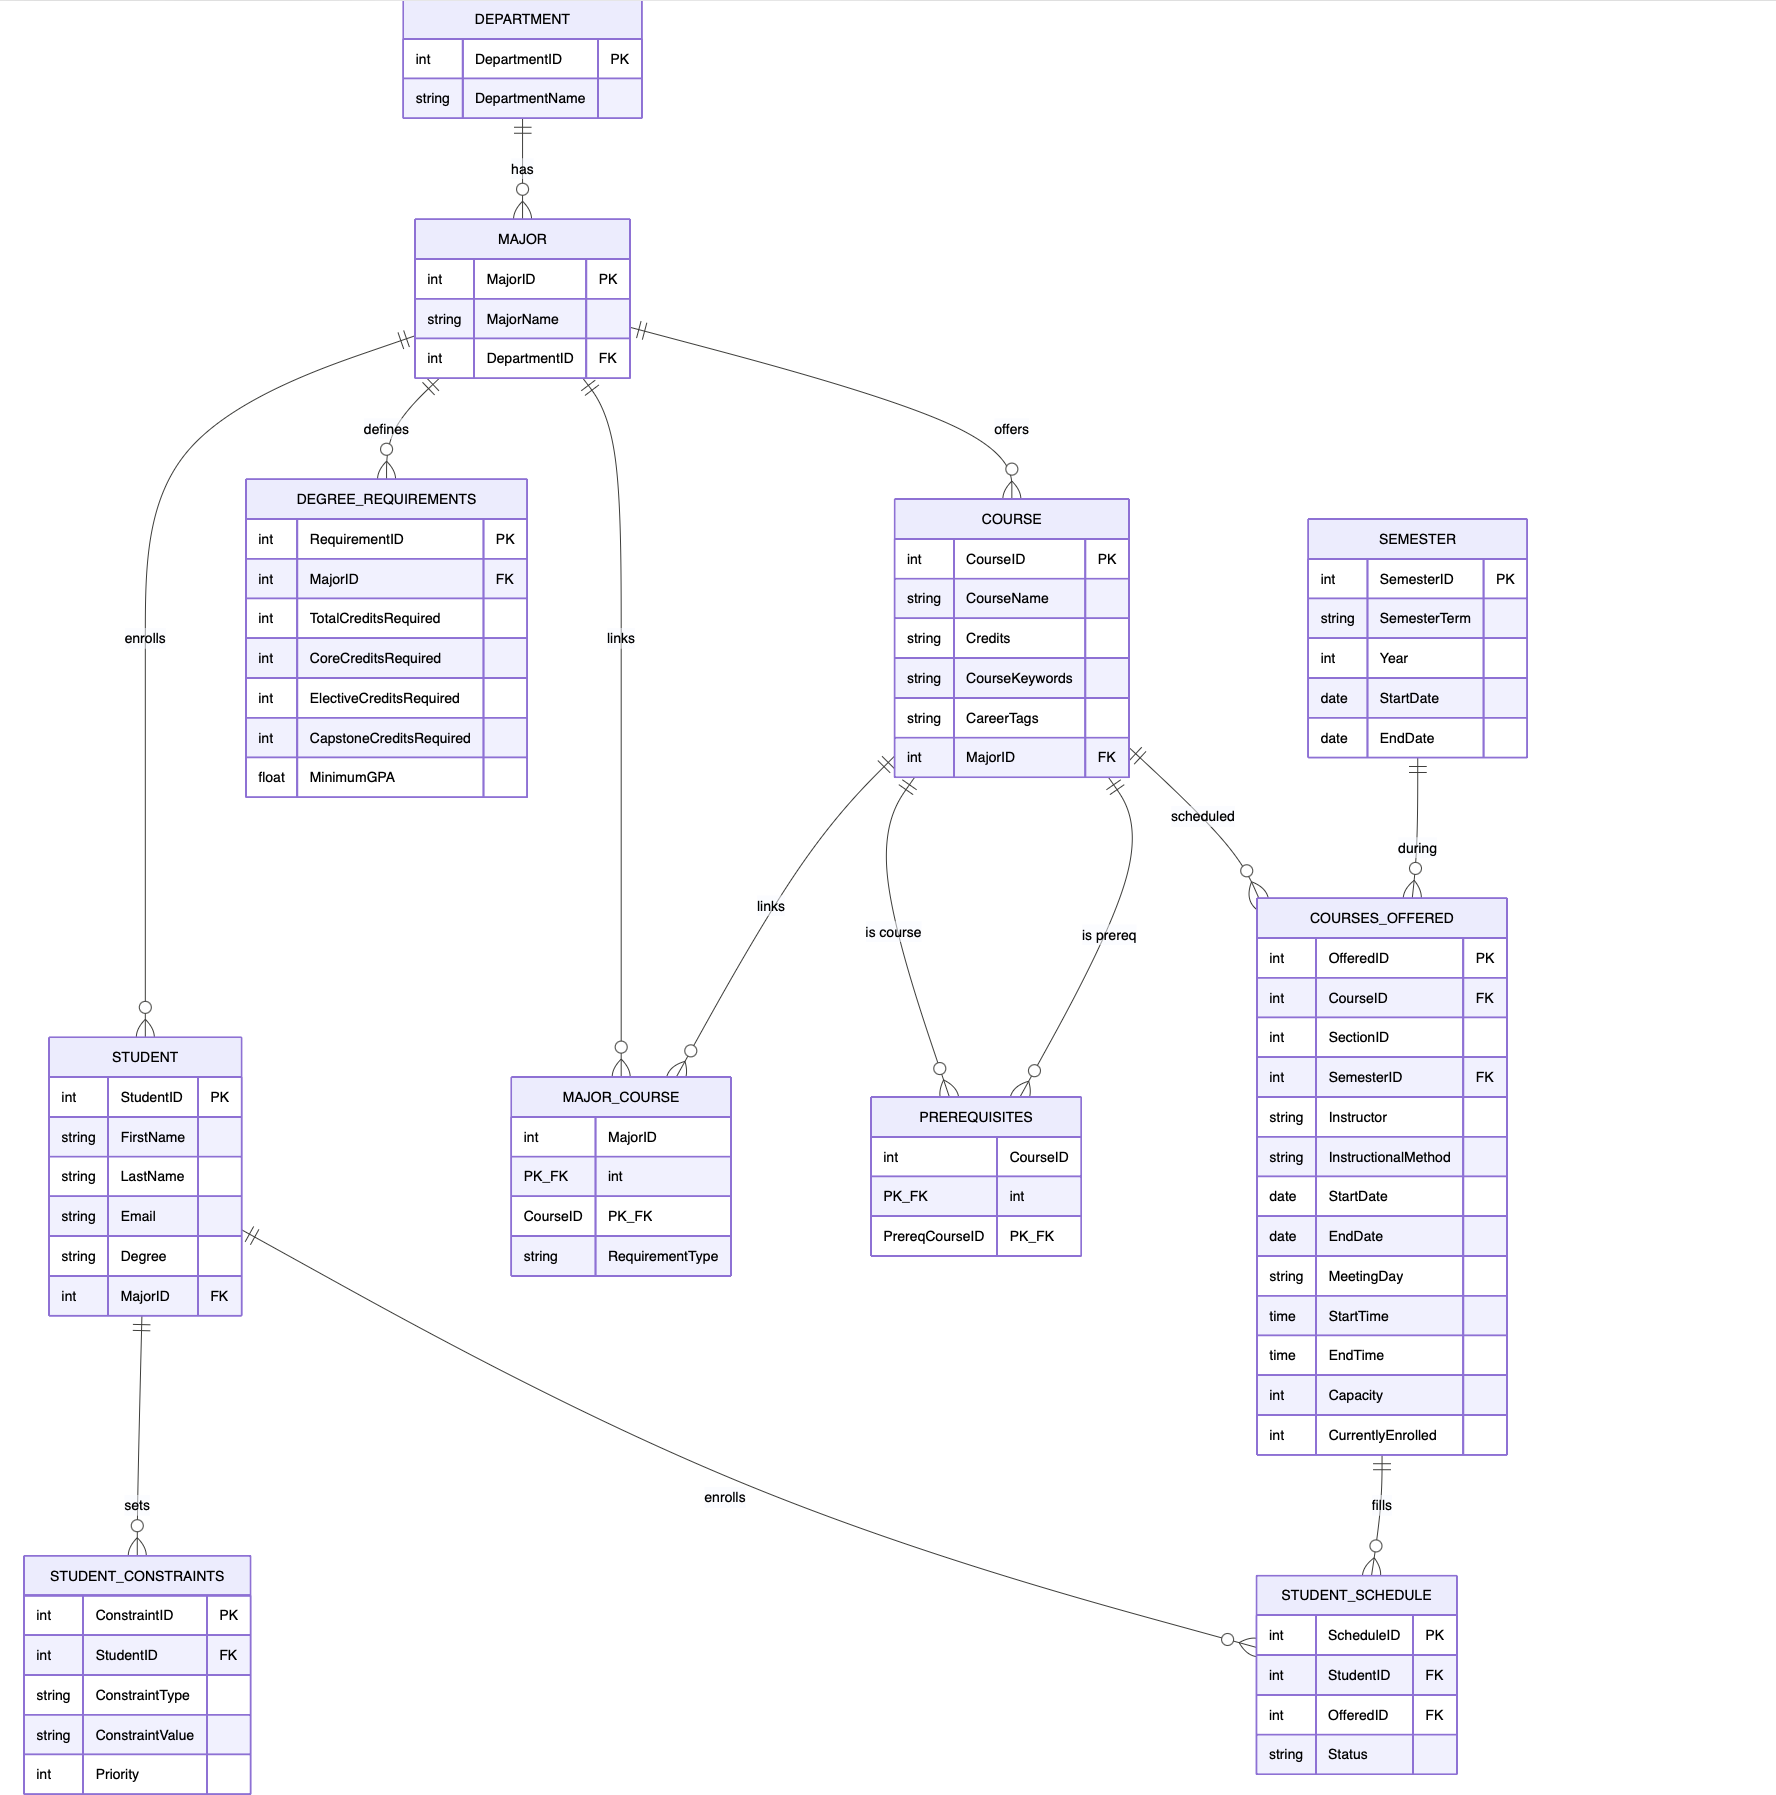 DEPARTMENT
int DepartmentID PK
string DepartmentName
has
MAJOR
int MajorID PK
string MajorName
int DepartmentID FK
defines
offers
DEGREE_REQUIREMENTS
int RequirementID PK
int MajorID FK
int TotalCreditsRequired
int CoreCreditsRequired
int ElectiveCreditsRequired
int CapstoneCreditsRequired
float MinimumGPA
enrolls
links
COURSE
int CourseID PK
string CourseName
string Credits
string CourseKeywords
string CareerTags
int MajorID FK
SEMESTER
int SemesterID PK
string SemesterTerm
int Year
date StartDate
date EndDate
scheduled
during
links
is course
is prereq
COURSES_OFFERED
int OfferedID PK
int CourseID FK
int SectionID
int SemesterID FK
string Instructor
string InstructionalMethod
date StartDate
date EndDate
string MeetingDay
time StartTime
time EndTime
int Capacity
int CurrentlyEnrolled
STUDENT
int StudentID PK
string FirstName
string LastName
string Email
string Degree
int MajorID FK
MAJOR_COURSE
int MajorID
PK_FK int
CourseID PK_FK
string RequirementType
PREREQUISITES
int CourseID
PK_FK int
PrereqCourseID PK_FK
sets
enrolls
fills
STUDENT_CONSTRAINTS
int ConstraintID PK
int StudentID FK
string ConstraintType
string ConstraintValue
int Priority
STUDENT_SCHEDULE
int ScheduleID PK
int StudentID FK
int OfferedID FK
string Status